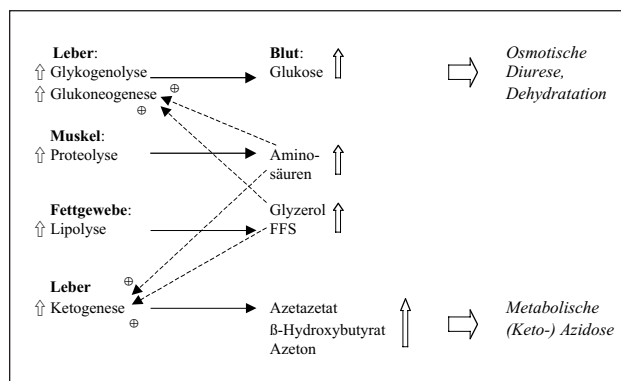 Leber:
Glykogenolyse
Glukoneogenese
Blut:
Glukose
Osmotische
Diurese,
Dehydratation
Muskel:
Proteolyse
Amino-
säuren
Fettgewebe:
Lipolyse
Glyzerol
FFS
Leber
Ketogenese
Azetazetat
ß-Hydroxybutyrat
Azeton
Metabolische
(Keto-) Azidose